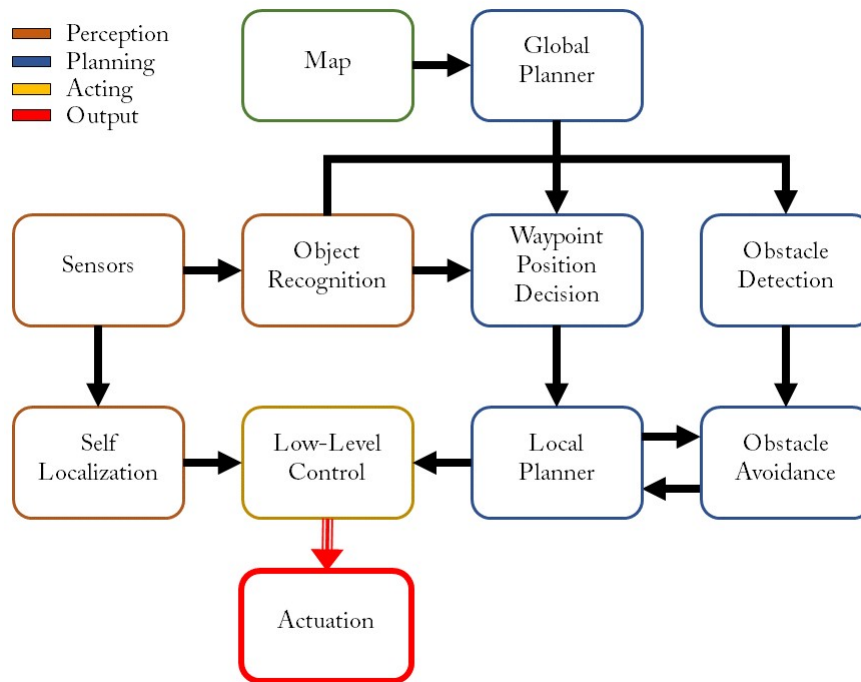 Perception
Planning
Acting
Output
Map
Global
Planner
Sensors
Object
Recognition
Waypoint
Position
Decision
Obstacle
Detection
Self
Localization
Low-Level
Control
Local
Planner
Obstacle
Avoidance
Actuation